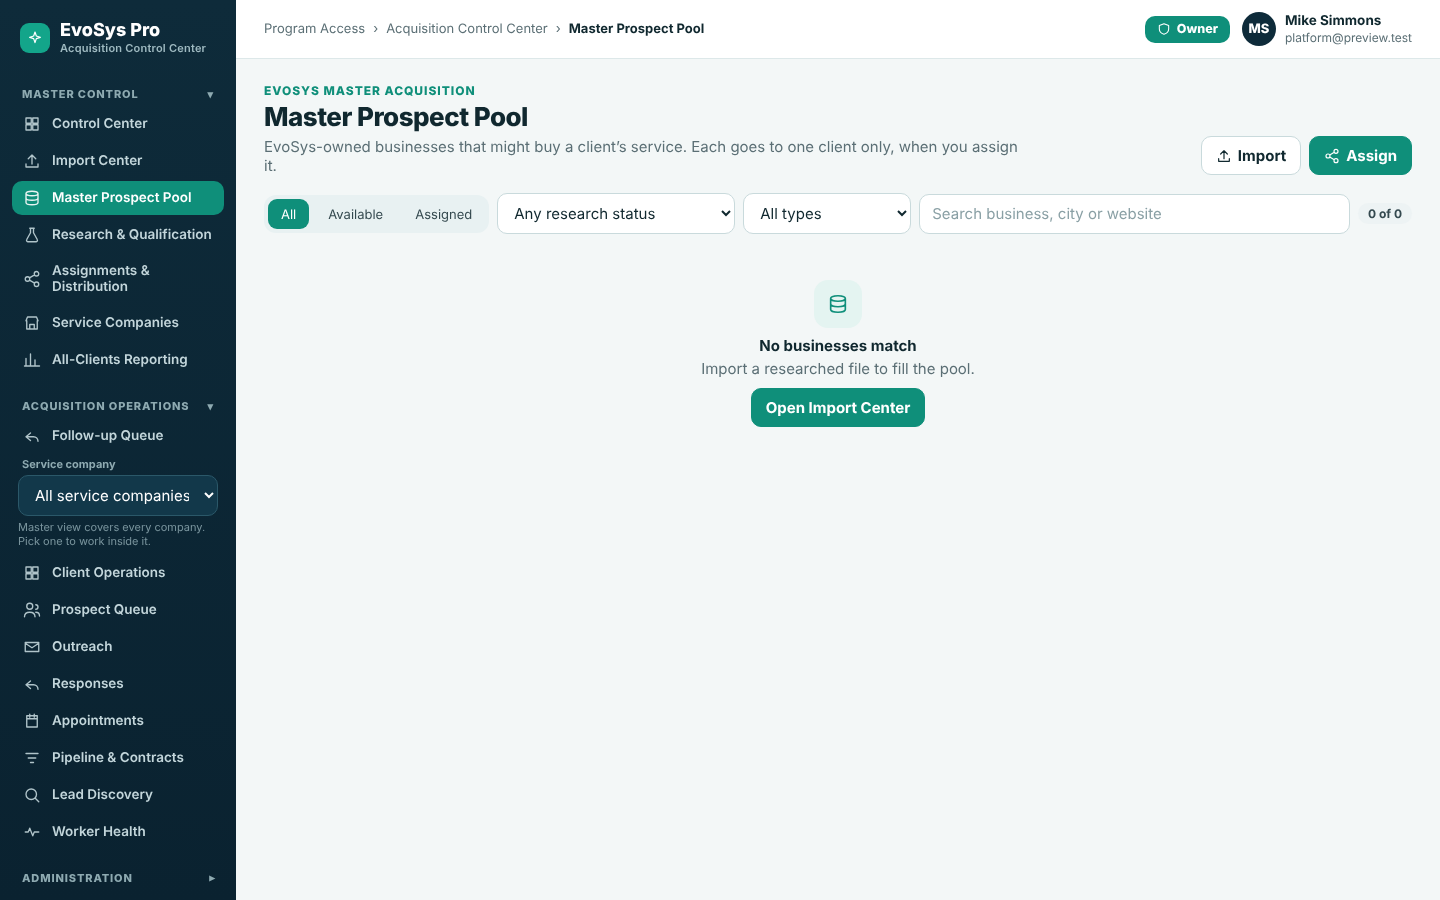 EvoSys Pro
Acquisition Control Center
MASTER CONTROL
Control Center
Import Center
Master Prospect Pool
Research & Qualification
Assignments &
Distribution
Service Companies
All-Clients Reporting
ACQUISITION OPERATIONS
Follow-up Queue
Service company
All service companies
Master view covers every company.
Pick one to work inside it.
Client Operations
Prospect Queue
Outreach
Responses
Appointments
Pipeline & Contracts
Lead Discovery
Worker Health
ADMINISTRATION
Program Access › Acquisition Control Center › Master Prospect Pool
Owner
MS
Mike Simmons
platform@preview.test
EVOSYS MASTER ACQUISITION
Master Prospect Pool
EvoSys-owned businesses that might buy a client’s service. Each goes to one client only, when you assign
it.
Import
Assign
All
Available
Assigned
Any research status
All types
Search business, city or website
0 of 0
No businesses match
Import a researched file to fill the pool.
Open Import Center